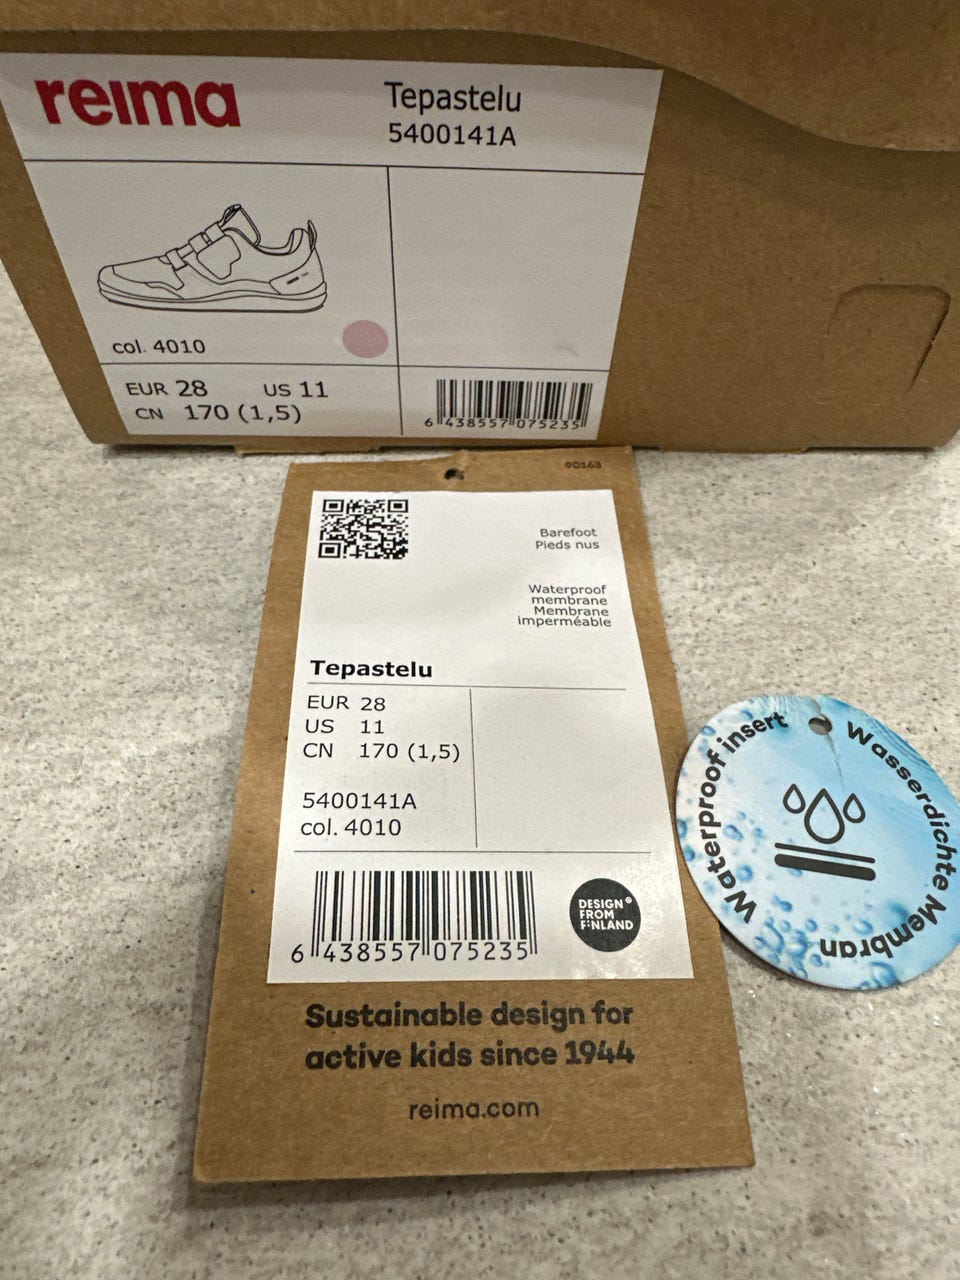 reima
Tepastelu
5400141A
col. 4010
EUR 28 US 11
CN 170 (1,5)
6 438557 075235
90163
Barefoot
Pieds nus
Waterproof
membrane
Membrane
imperméable
Tepastelu
EUR 28
US 11
CN 170 (1,5)
5400141A
col. 4010
6 438557 075235
DESIGN®
FROM
FINLAND
Sustainable design for
active kids since 1944
reima.com
Waterproof insert
Wasserdichte Membran